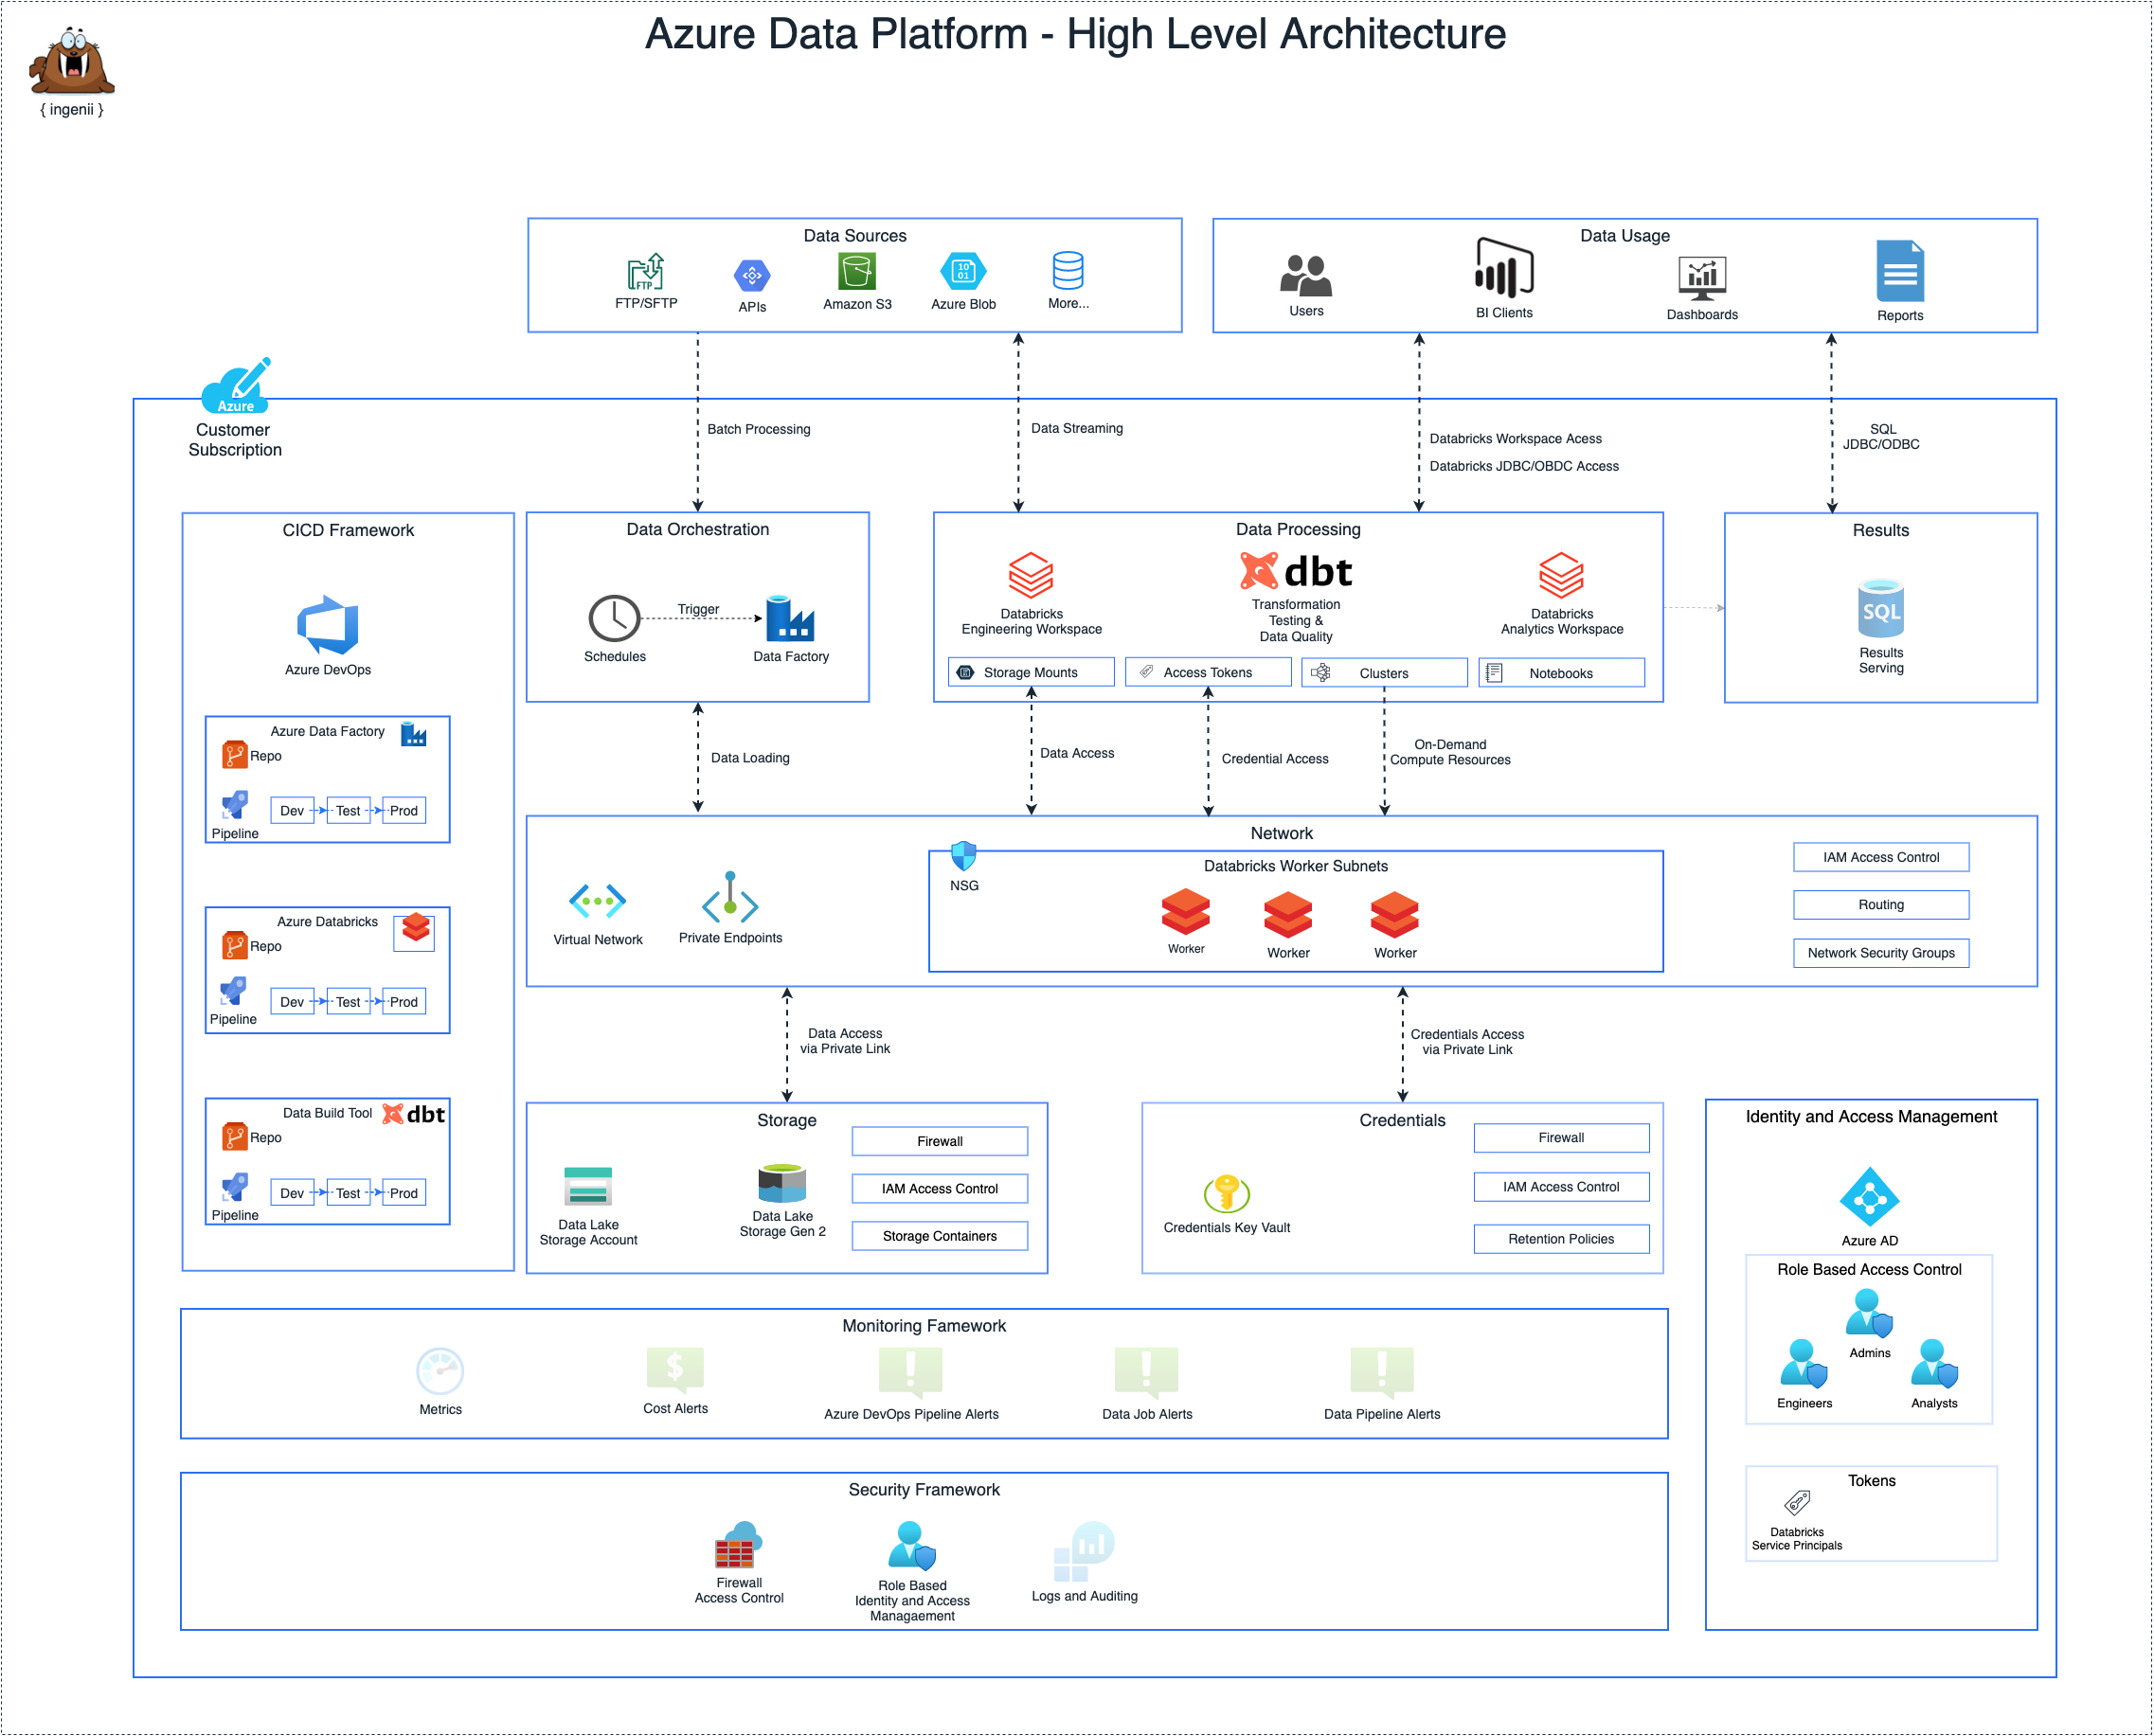 Azure Data Platform - High Level Architecture
{ ingenii }
Data Sources
FTP
FTP/SFTP
APIs
Amazon S3
10
01
Azure Blob
More...
Data Usage
Users
BI Clients
Dashboards
Reports
Azure
Customer
Subscription
Batch Processing
Data Streaming
Databricks Workspace Acess
Databricks JDBC/OBDC Access
SQL
JDBC/ODBC
CICD Framework
Azure DevOps
Azure Data Factory
Repo
Pipeline
Dev
Test
Prod
Azure Databricks
Repo
Pipeline
Dev
Test
Prod
Data Build Tool
dbt
Repo
Pipeline
Dev
Test
Prod
Data Orchestration
Schedules
Trigger
Data Factory
Data Processing
Databricks
Engineering Workspace
dbt
Transformation
Testing &
Data Quality
Databricks
Analytics Workspace
Storage Mounts
Access Tokens
Clusters
Notebooks
Results
SQL
Results
Serving
Data Loading
Data Access
Credential Access
On-Demand
Compute Resources
Network
Virtual Network
Private Endpoints
NSG
Databricks Worker Subnets
Worker
Worker
Worker
IAM Access Control
Routing
Network Security Groups
Data Access
via Private Link
Credentials Access
via Private Link
Storage
Data Lake
Storage Account
Data Lake
Storage Gen 2
Firewall
IAM Access Control
Storage Containers
Credentials
Credentials Key Vault
Firewall
IAM Access Control
Retention Policies
Identity and Access Management
Azure AD
Role Based Access Control
Admins
Engineers
Analysts
Tokens
Databricks
Service Principals
Monitoring Famework
Metrics
$
Cost Alerts
!
Azure DevOps Pipeline Alerts
!
Data Job Alerts
!
Data Pipeline Alerts
Security Framework
Firewall
Access Control
Role Based
Identity and Access
Managaement
Logs and Auditing